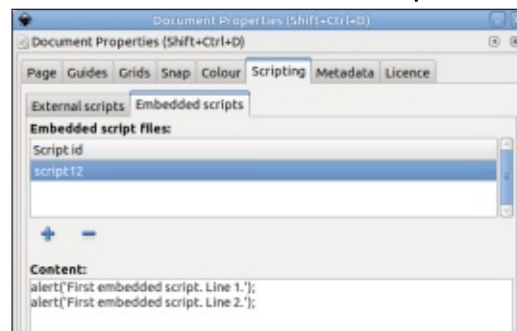 Document Properties (Shift+Ctrl+D)
Document Properties (Shift+Ctrl+D)
Page Guides Grids Snap Colour Scripting Metadata Licence
External scripts Embedded scripts
Embedded script files:
Script id
script12
Content:
alert('First embedded script. Line 1.');
alert('First embedded script. Line 2.');